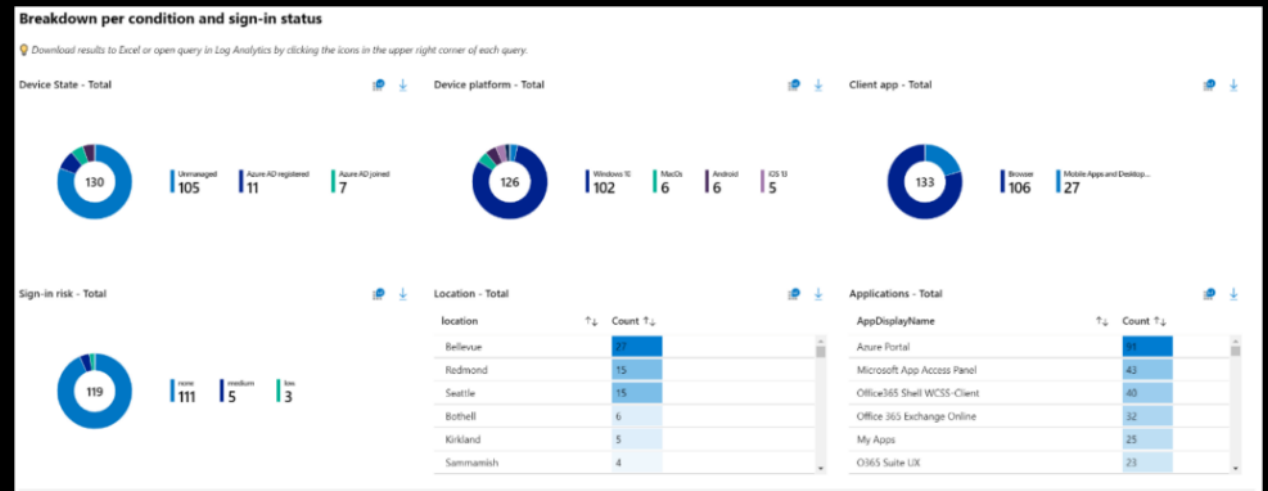 Breakdown per condition and sign-in status
Download results to Excel or open query in Log Analytics by clicking the icons in the upper right corner of each query.
Device State - Total
130
Unmanaged
105
Azure AD registered
11
Azure AD joined
7
Device platform - Total
126
Windows 10
102
MacOs
6
Android
6
iOS 13
5
Client app - Total
133
Browser
106
Mobile Apps and Desktop...
27
Sign-in risk - Total
119
none
111
medium
5
low
3
Location - Total
location ↑↓ Count ↑↓
Bellevue 27
Redmond 15
Seattle 15
Bothell 6
Kirkland 5
Sammamish 4
Applications - Total
AppDisplayName ↑↓ Count ↑↓
Azure Portal 91
Microsoft App Access Panel 43
Office365 Shell WCSS-Client 40
Office 365 Exchange Online 32
My Apps 25
O365 Suite UX 23